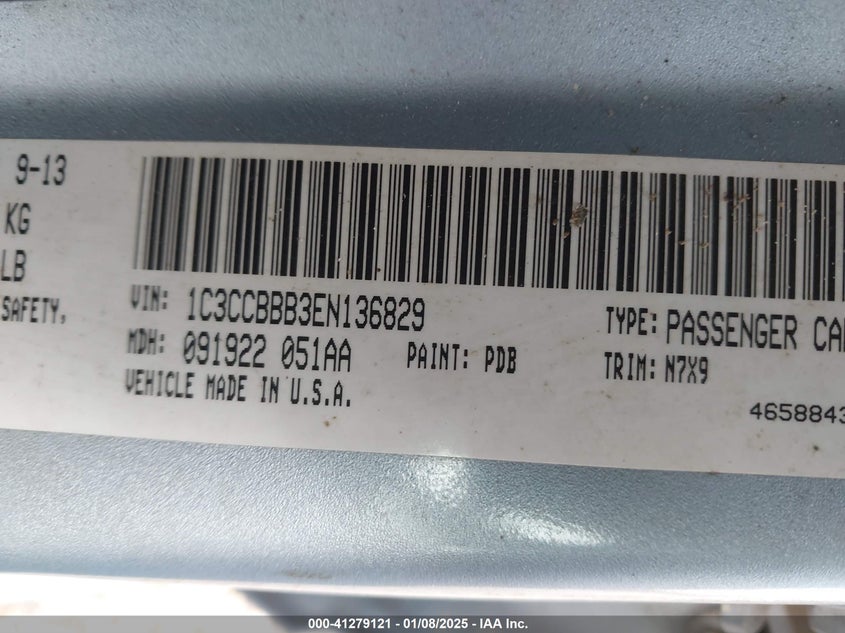 9-13
KG
LB
SAFETY,
VIN: 1C3CCBBB3EN136829
TYPE: PASSENGER CAR
MDH: 091922 051AA
PAINT: PDB
TRIM: N7X9
VEHICLE MADE IN U.S.A.
4658843
000-41279121 - 01/08/2025 - IAA Inc.